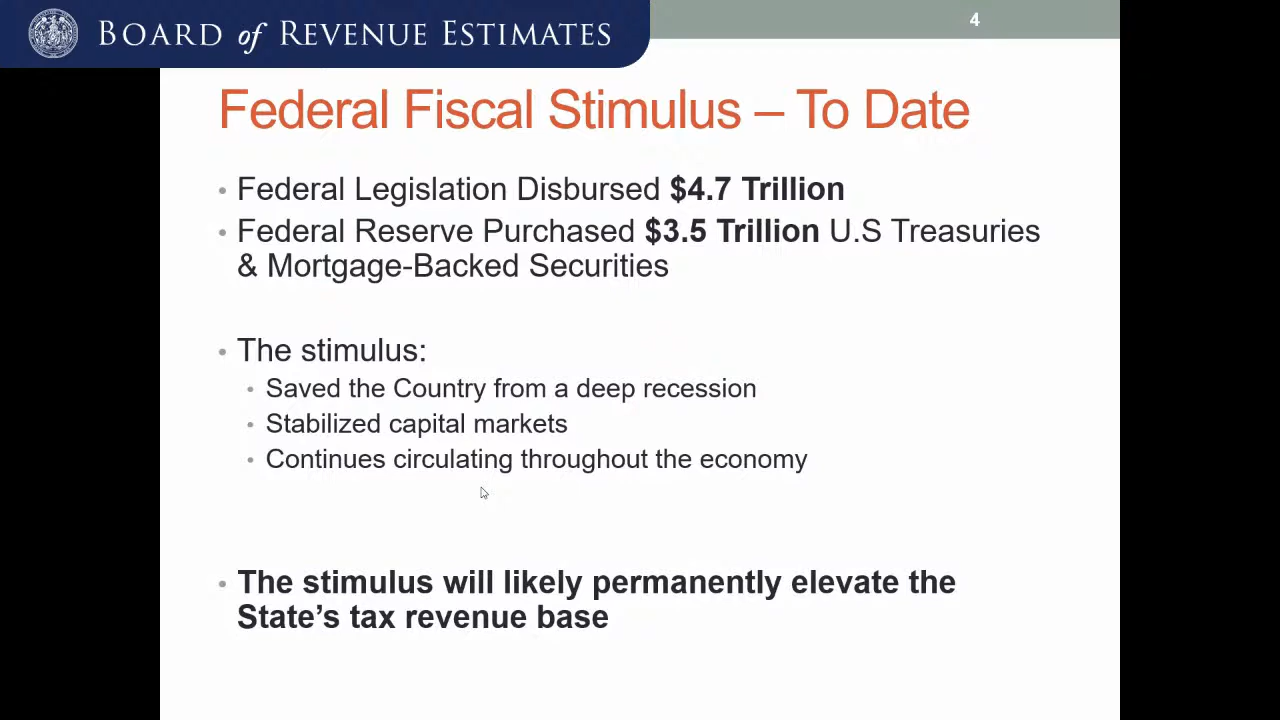 BOARD of REVENUE ESTIMATES
4
Federal Fiscal Stimulus – To Date
• Federal Legislation Disbursed $4.7 Trillion
• Federal Reserve Purchased $3.5 Trillion U.S Treasuries
& Mortgage-Backed Securities
• The stimulus:
• Saved the Country from a deep recession
• Stabilized capital markets
• Continues circulating throughout the economy
• The stimulus will likely permanently elevate the
State’s tax revenue base